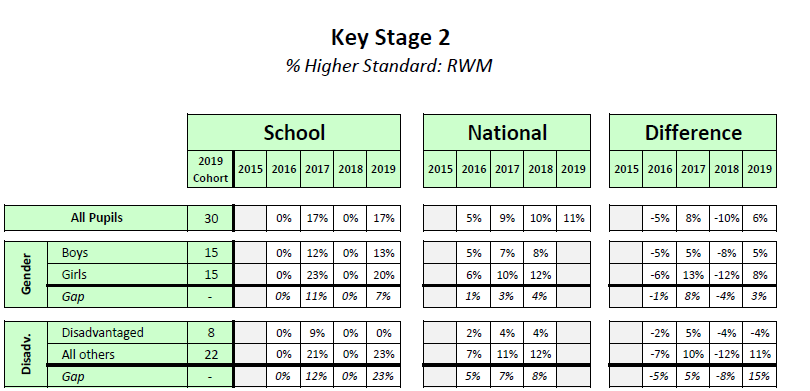 Key Stage 2
% Higher Standard: RWM
School National Difference
2019 Cohort 2015 2016 2017 2018 2019 2015 2016 2017 2018 2019 2015 2016 2017 2018 2019
All Pupils 30 0% 17% 0% 17% 5% 9% 10% 11% -5% 8% -10% 6%
Gender
Boys 15 0% 12% 0% 13% 5% 7% 8% -5% 5% -8% 5%
Girls 15 0% 23% 0% 20% 6% 10% 12% -6% 13% -12% 8%
Gap - 0% 11% 0% 7% 1% 3% 4% -1% 8% -4% 3%
Disadv.
Disadvantaged 8 0% 9% 0% 0% 2% 4% 4% -2% 5% -4% -4%
All others 22 0% 21% 0% 23% 7% 11% 12% -7% 10% -12% 11%
Gap - 0% 12% 0% 23% 5% 7% 8% -5% 5% -8% 15%